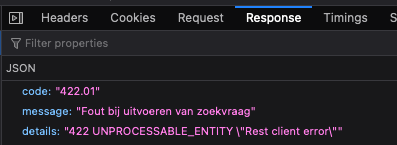 Headers Cookies Request Response Timings S
Filter properties
JSON
code: "422.01"
message: "Fout bij uitvoeren van zoekvraag"
details: "422 UNPROCESSABLE_ENTITY \"Rest client error\""